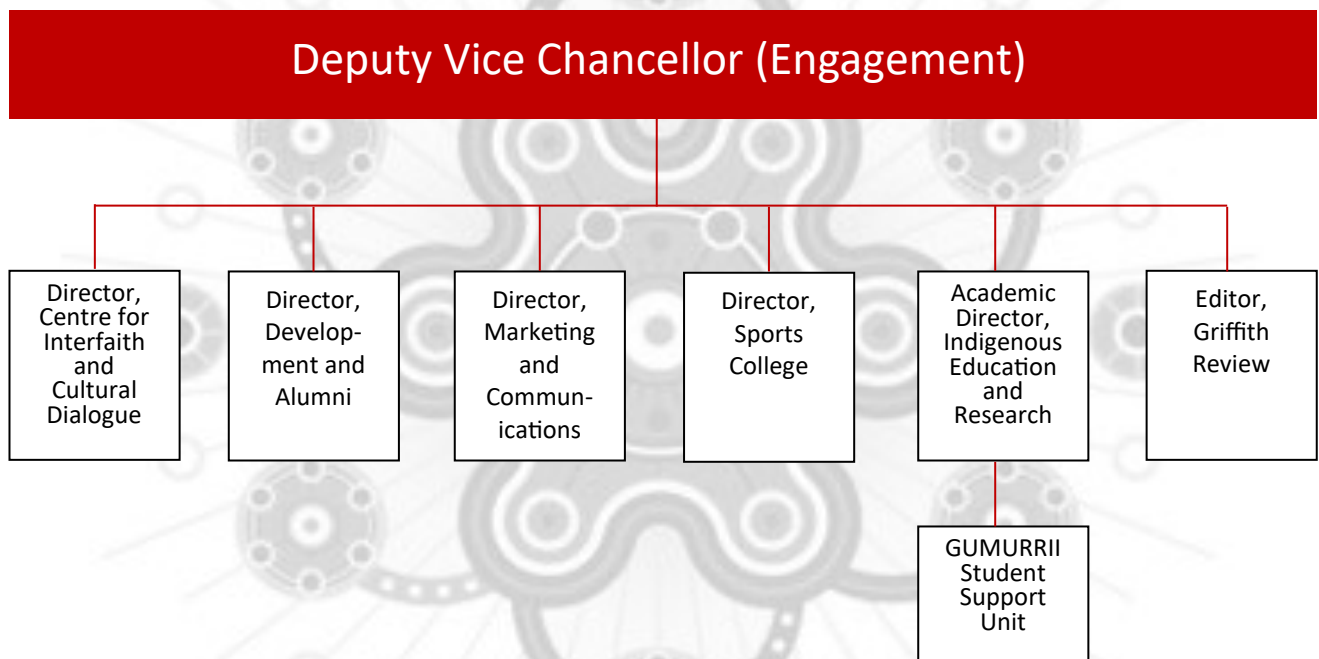 Deputy Vice Chancellor (Engagement)
Director,
Centre for
Interfaith
and
Cultural
Dialogue
Director,
Develop-
ment and
Alumni
Director,
Marketing
and
Commun-
ications
Director,
Sports
College
Academic
Director,
Indigenous
Education
and
Research
Editor,
Griffith
Review
GUMURRII
Student
Support
Unit